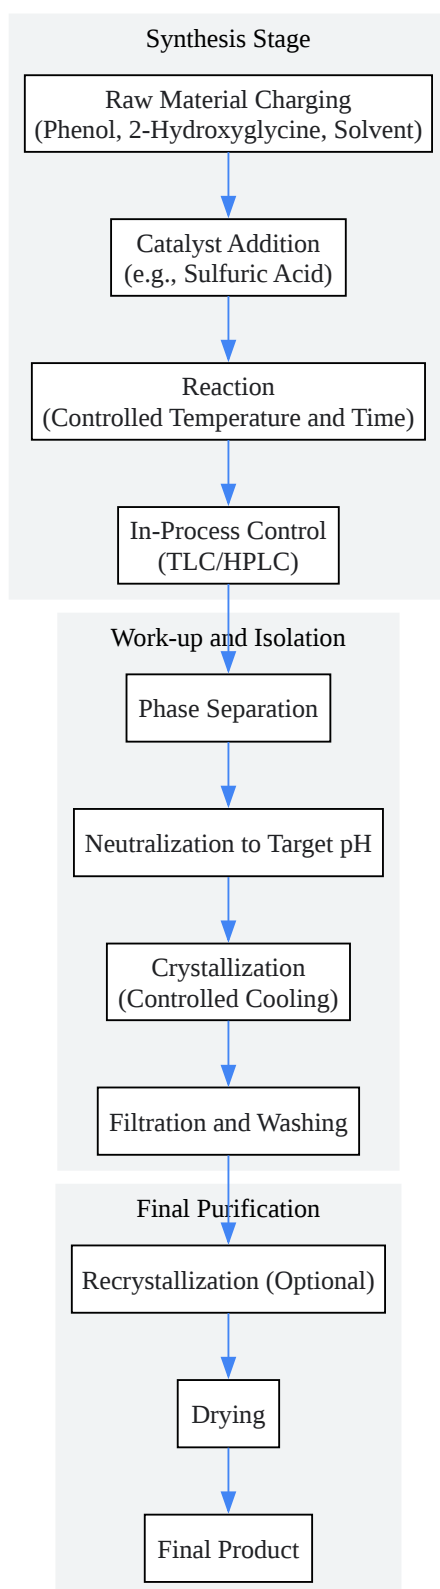 Synthesis Stage
Raw Material Charging
(Phenol, 2-Hydroxyglycine, Solvent)
Catalyst Addition
(e.g., Sulfuric Acid)
Reaction
(Controlled Temperature and Time)
In-Process Control
(TLC/HPLC)
Work-up and Isolation
Phase Separation
Neutralization to Target pH
Crystallization
(Controlled Cooling)
Filtration and Washing
Final Purification
Recrystallization (Optional)
Drying
Final Product